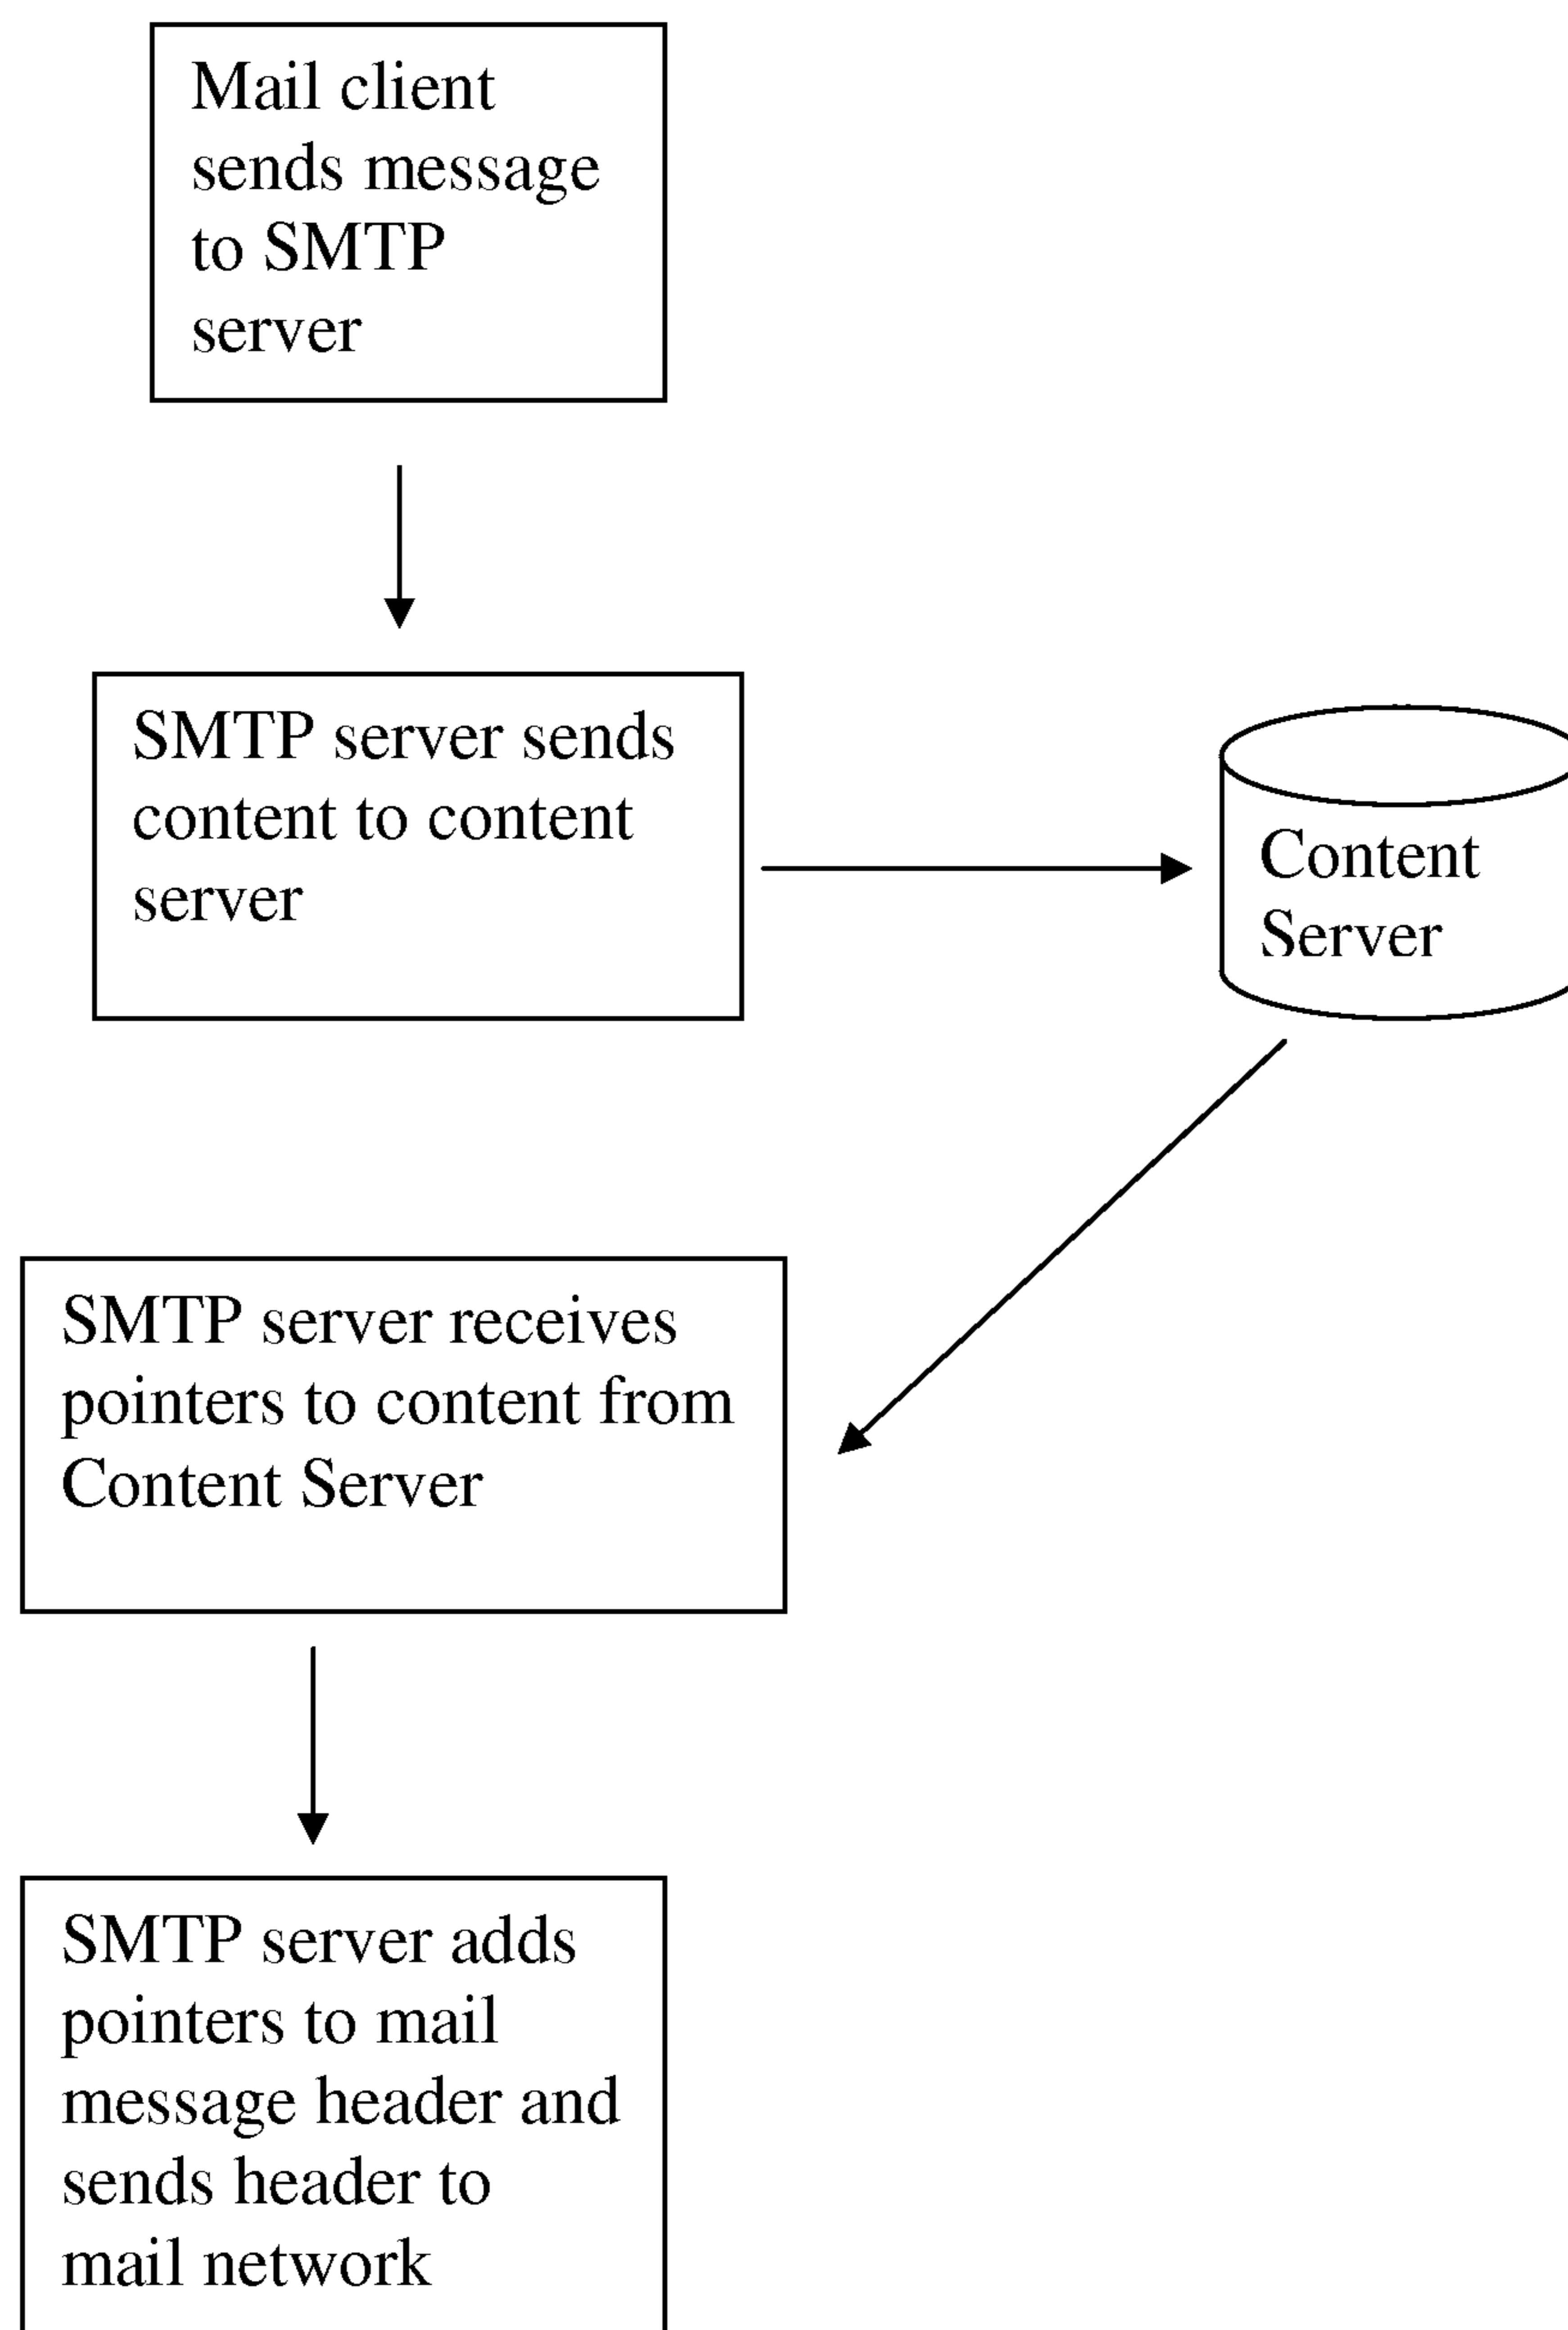 Mail client
sends message
to SMTP
server
SMTP server sends
content to content
server
Content
Server
SMTP server receives
pointers to content from
Content Server
SMTP server adds
pointers to mail
message header and
sends header to
mail network